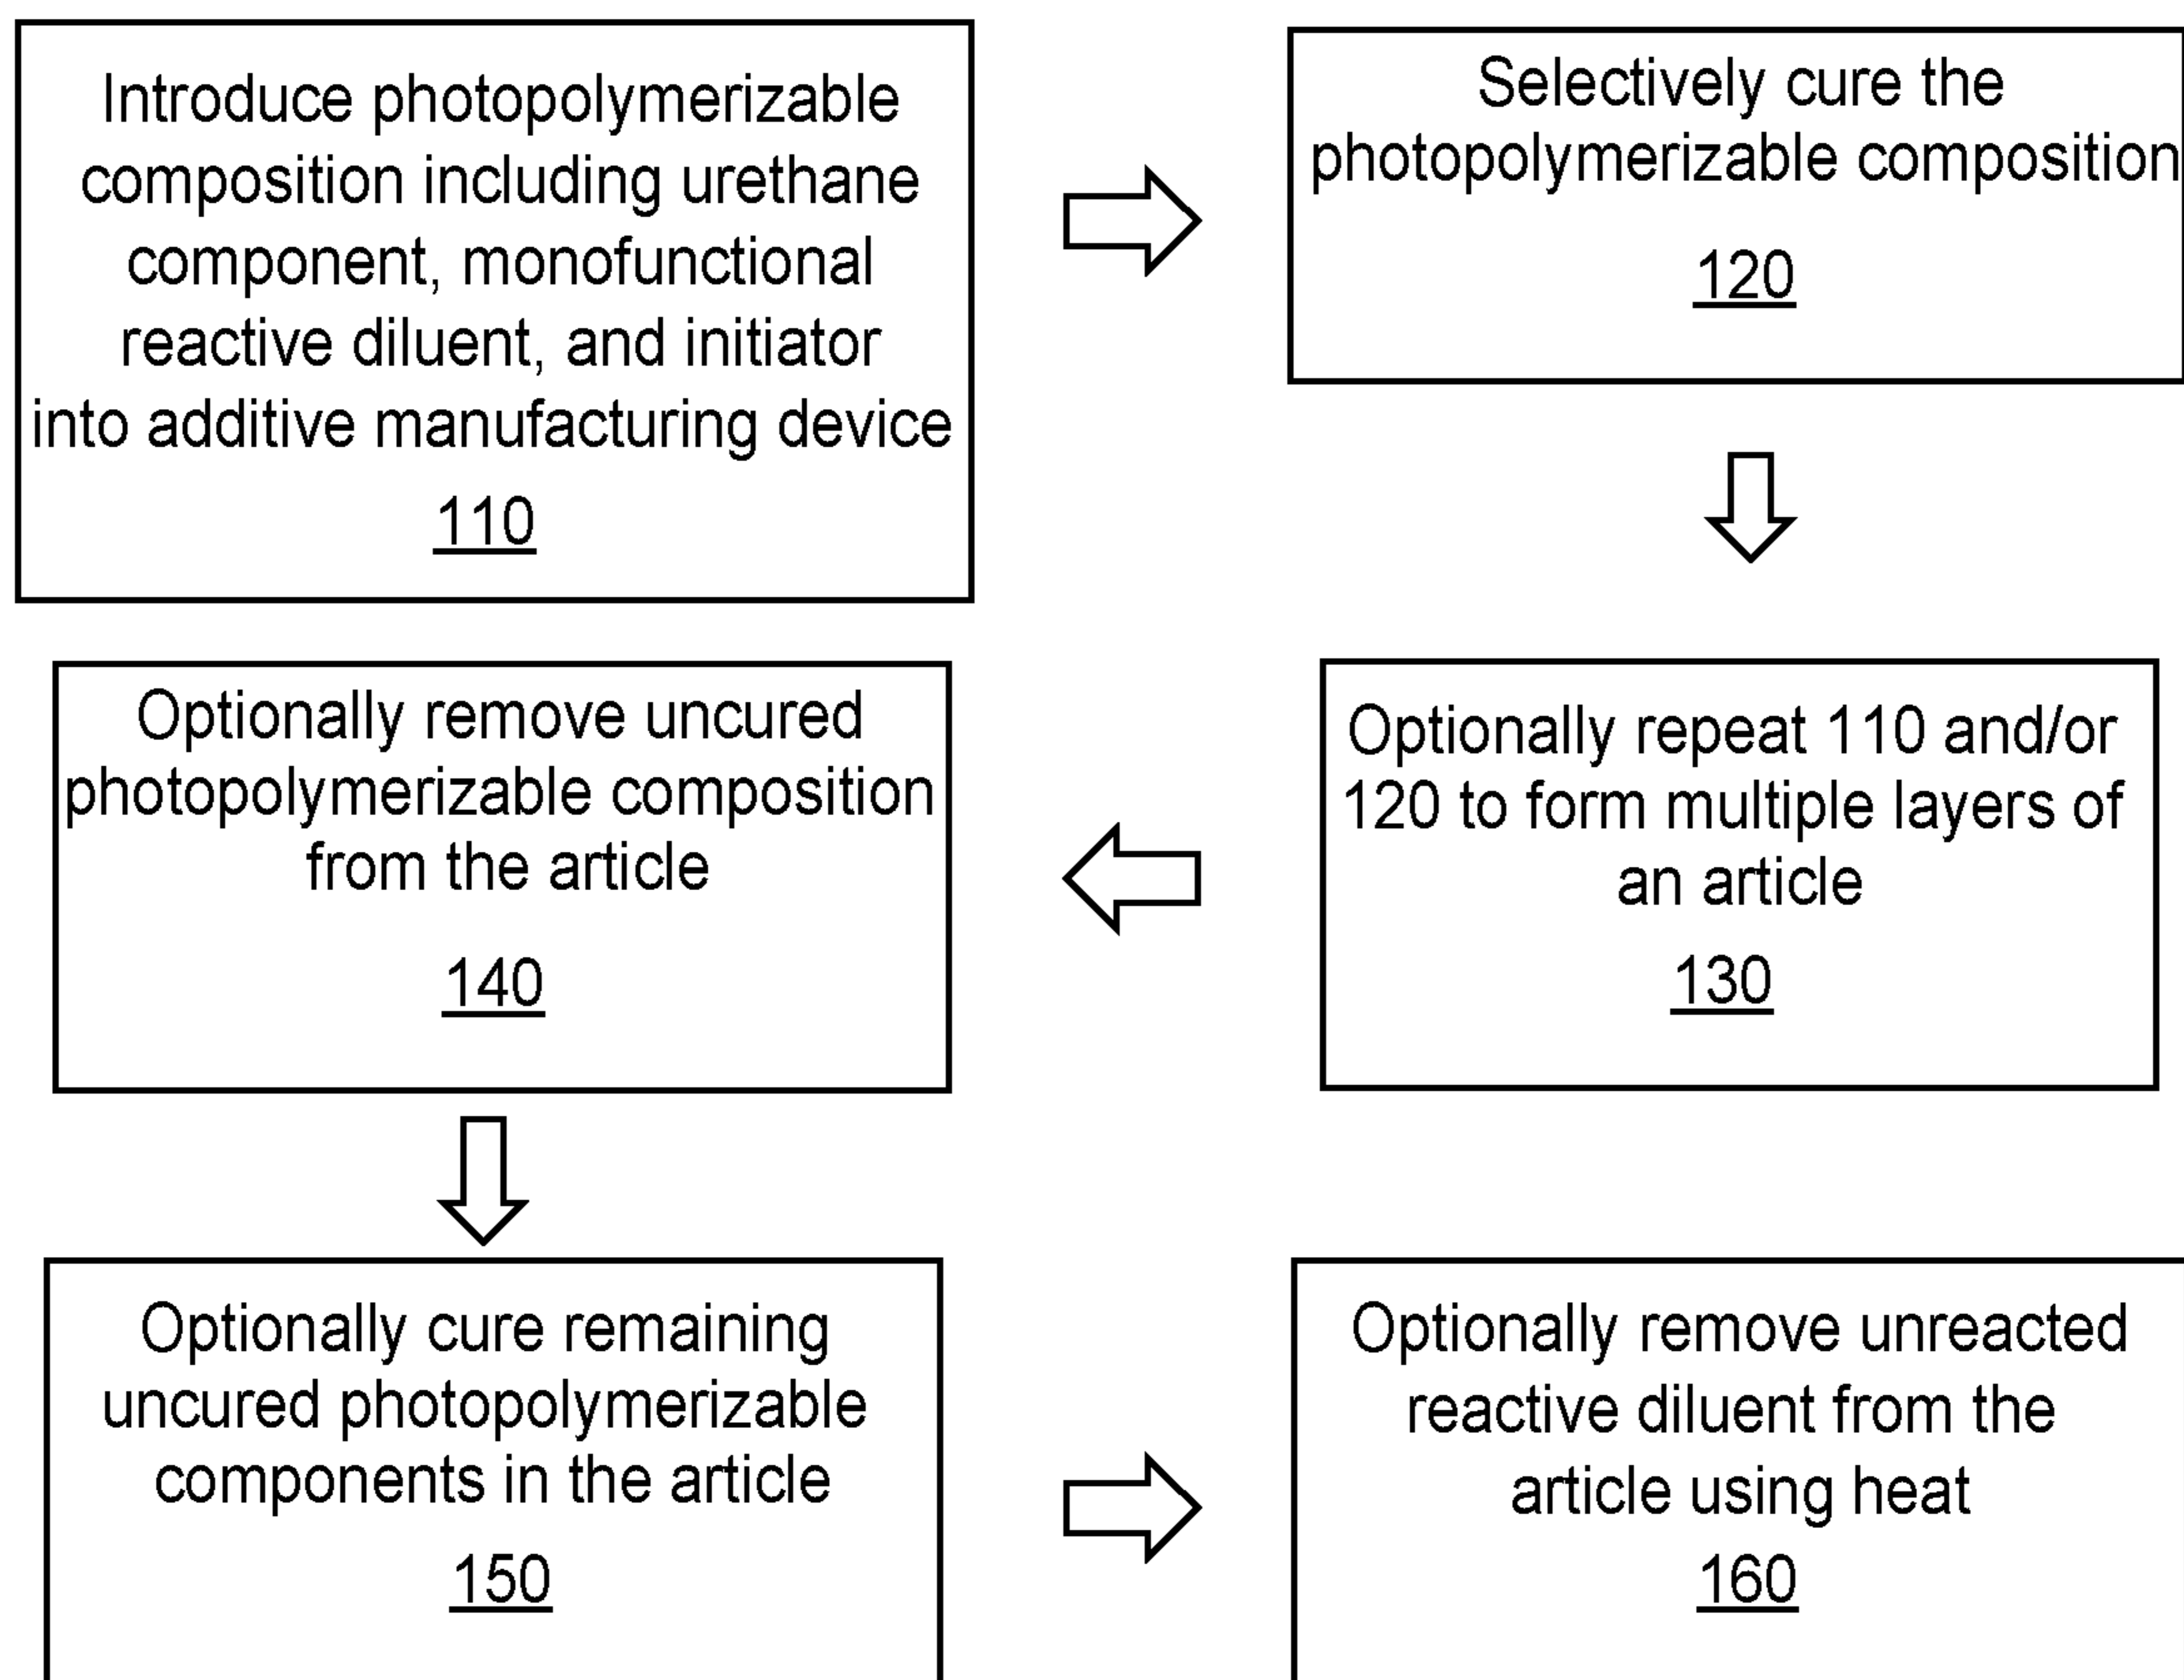 Introduce photopolymerizable
composition including urethane
component, monofunctional
reactive diluent, and initiator
into additive manufacturing device
110
Selectively cure the
photopolymerizable composition
120
Optionally repeat 110 and/or
120 to form multiple layers of
an article
130
Optionally remove uncured
photopolymerizable composition
from the article
140
Optionally cure remaining
uncured photopolymerizable
components in the article
150
Optionally remove unreacted
reactive diluent from the
article using heat
160